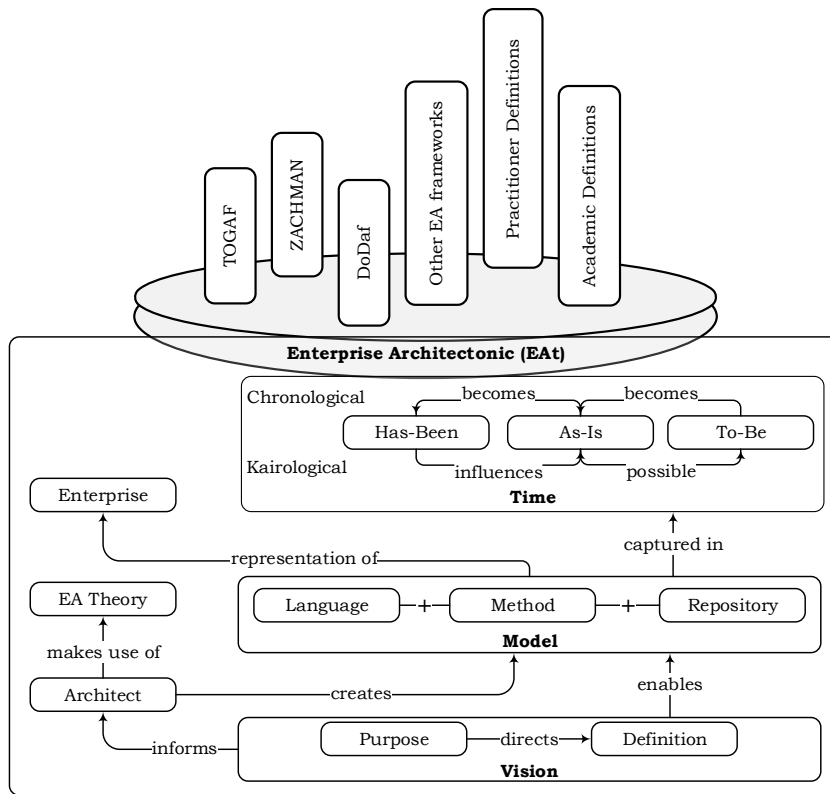 TOGAF
ZACHMAN
DoDaf
Other EA frameworks
Practitioner Definitions
Academic Definitions
Enterprise Architectonic (EAt)
Chronological
becomes
becomes
Has-Been
As-Is
To-Be
Kairological
influences
possible
Time
Enterprise
representation of
captured in
EA Theory
Language
+
Method
+
Repository
Model
makes use of
Architect
creates
enables
informs
Purpose
directs
Definition
Vision